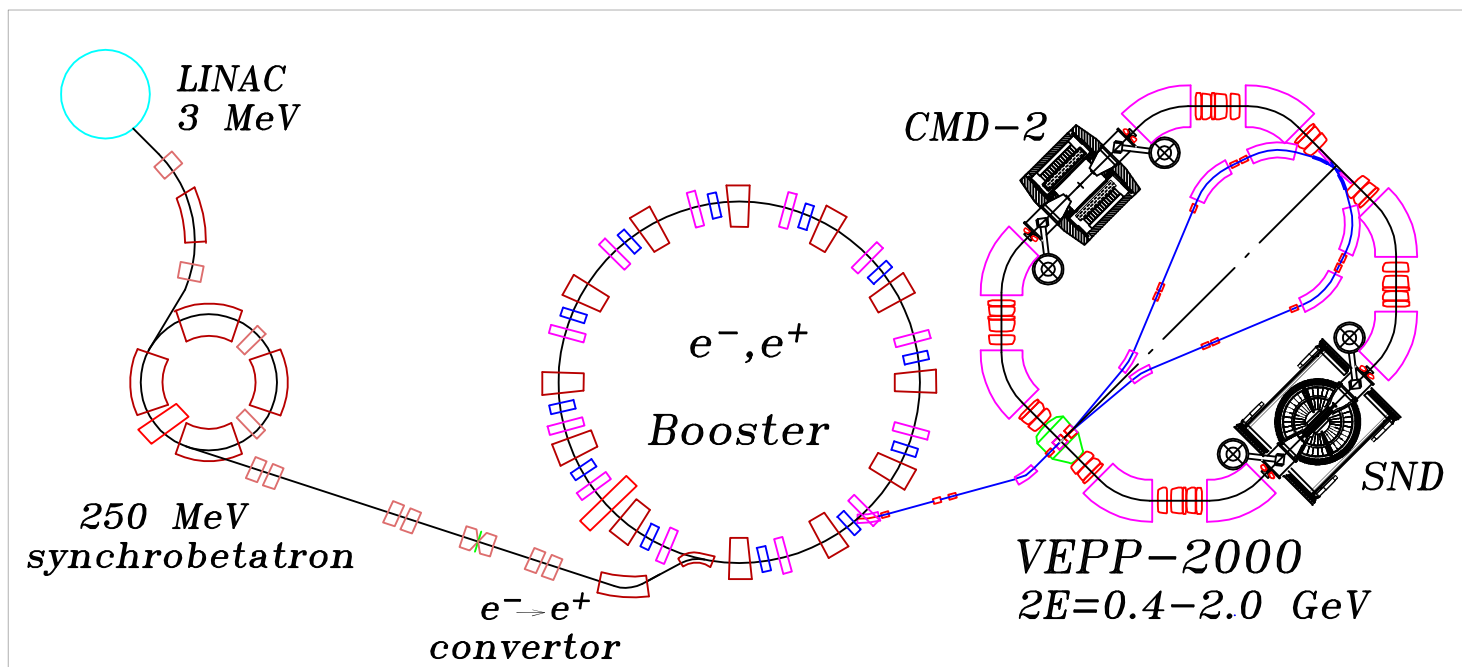 LINAC
3 MeV
CMD-2
e⁻,e⁺
Booster
SND
250 MeV
synchrobetatron
VEPP-2000
2E=0.4-2.0 GeV
e⁻→e⁺
convertor